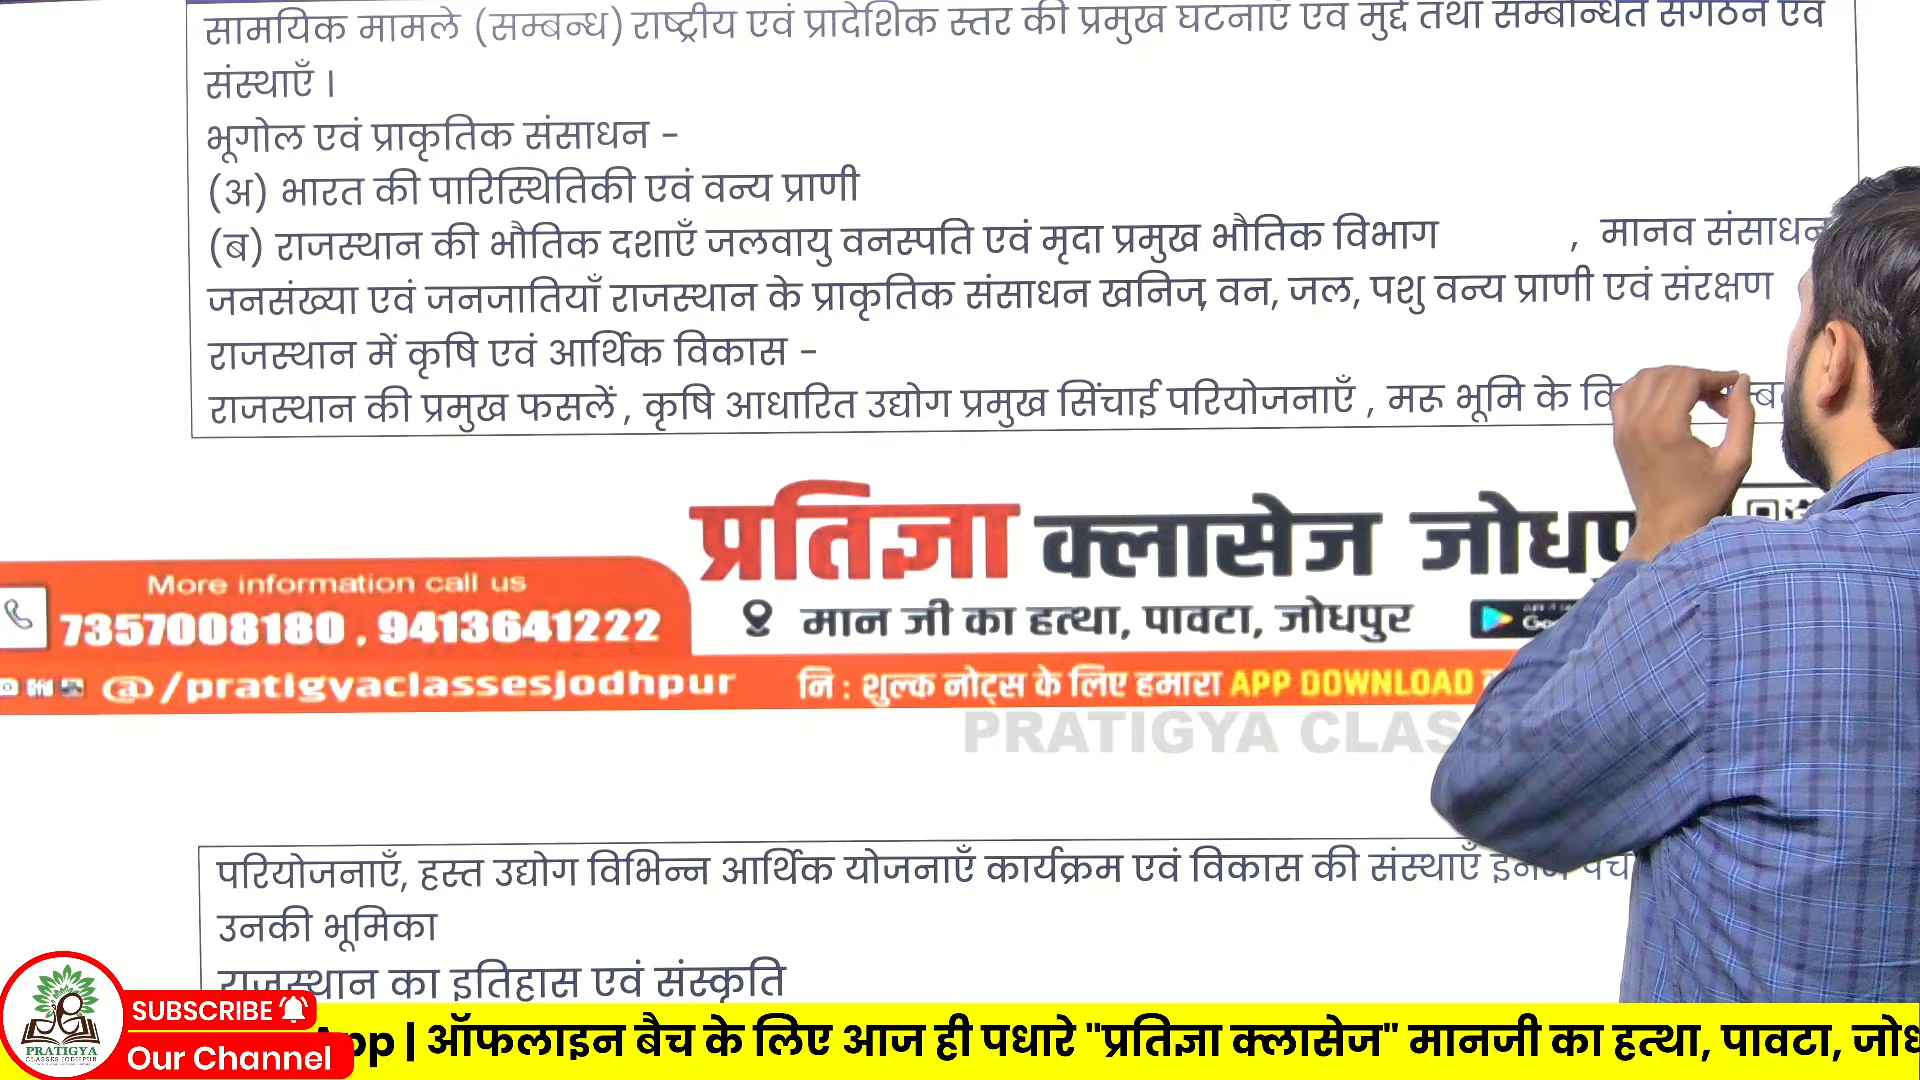 सामयिक मामले (सम्बन्ध) राष्ट्रीय एवं प्रादेशिक स्तर की प्रमुख घटनाएँ एवं मुद्दे तथा सम्बन्धित संगठन एवं
संस्थाएँ ।
भूगोल एवं प्राकृतिक संसाधन -
(अ) भारत की पारिस्थितिकी एवं वन्य प्राणी
(ब) राजस्थान की भौतिक दशाएँ जलवायु वनस्पति एवं मृदा प्रमुख भौतिक विभाग , मानव संसाधन
जनसंख्या एवं जनजातियाँ राजस्थान के प्राकृतिक संसाधन खनिज, वन, जल, पशु वन्य प्राणी एवं संरक्षण
राजस्थान में कृषि एवं आर्थिक विकास -
राजस्थान की प्रमुख फसलें , कृषि आधारित उद्योग प्रमुख सिंचाई परियोजनाएँ , मरू भूमि के
प्रतिज्ञा क्लासेज जोधपु
More information call us
7357008180 , 9413641222
मान जी का हत्था, पावटा, जोधपुर
@/pratigyaclassesjodhpur
नि : शुल्क नोट्स के लिए हमारा APP DOWNLOAD
PRATIGYA CLASSES
परियोजनाएँ, हस्त उद्योग विभिन्न आर्थिक योजनाएँ कार्यक्रम एवं विकास की संस्थाएँ
उनकी भूमिका
राजस्थान का इतिहास एवं संस्कृति
SUBSCRIBE
Our Channel
PRATIGYA
CLASSES JODHPUR
App | ऑफलाइन बैच के लिए आज ही पधारे "प्रतिज्ञा क्लासेज" मानजी का हत्था, पावटा, जोध